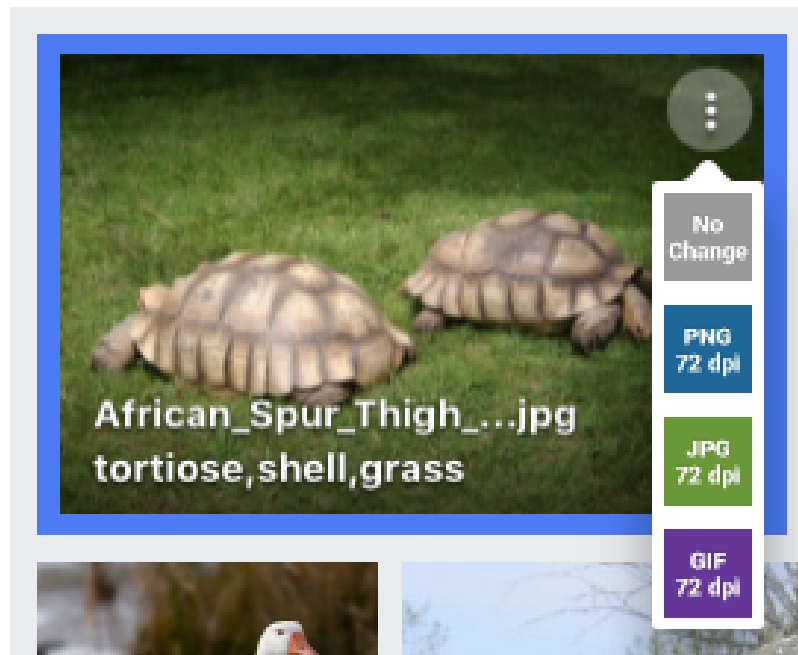 No
Change
PNG
72 dpi
JPG
72 dpi
GIF
72 dpi
African_Spur_Thigh_...jpg
tortiose,shell,grass